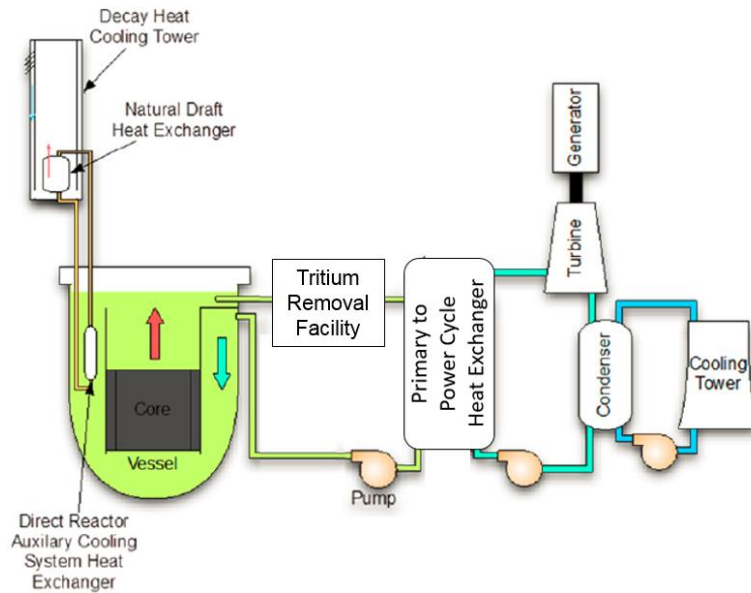 Decay Heat
Cooling Tower
Natural Draft
Heat Exchanger
Generator
Turbine
Tritium
Removal
Facility
Primary to
Power Cycle
Heat Exchanger
Condenser
Cooling
Tower
Core
Vessel
Pump
Direct Reactor
Auxilary Cooling
System Heat
Exchanger